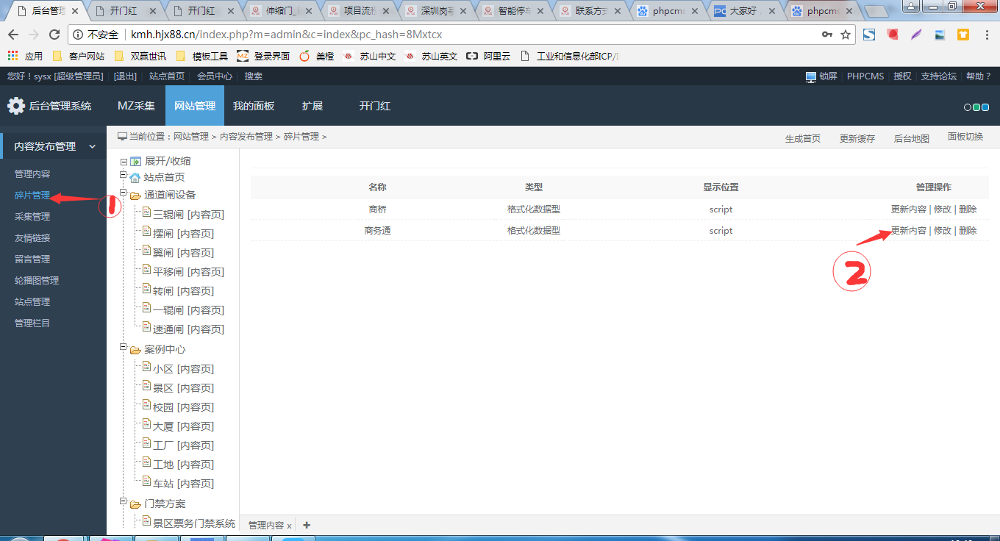 后台管理
开门红
开门红
伸缩门_
项目流程
深圳岗亭
智能停车
联系方式
phpcms
大家好
phpcms
不安全 kmh.hjx88.cn/index.php?m=admin&c=index&pc_hash=8Mxtcx
应用 客户网站 双赢世讯 模板工具 MZ 登录界面 美橙 苏山中文 苏山英文 阿里云 工业和信息化部ICP/I
您好！sysx [超级管理员] [退出] 站点首页 会员中心 搜索 锁屏 PHPCMS 授权 支持论坛 帮助？
后台管理系统 MZ采集 网站管理 我的面板 扩展 开门红
内容发布管理
管理内容
碎片管理
采集管理
友情链接
留言管理
轮播图管理
站点管理
管理栏目
1
当前位置：网站管理 > 内容发布管理 > 碎片管理 > 生成首页 更新缓存 后台地图 面板切换
展开/收缩
站点首页
通道闸设备
三辊闸 [内容页]
摆闸 [内容页]
翼闸 [内容页]
平移闸 [内容页]
转闸 [内容页]
一辊闸 [内容页]
速通闸 [内容页]
案例中心
小区 [内容页]
景区 [内容页]
校园 [内容页]
大厦 [内容页]
工厂 [内容页]
工地 [内容页]
车站 [内容页]
门禁方案
景区票务门禁系统
名称 类型 显示位置 管理操作
商桥 格式化数据型 script 更新内容 | 修改 | 删除
商务通 格式化数据型 script 更新内容 | 修改 | 删除
2
管理内容 x